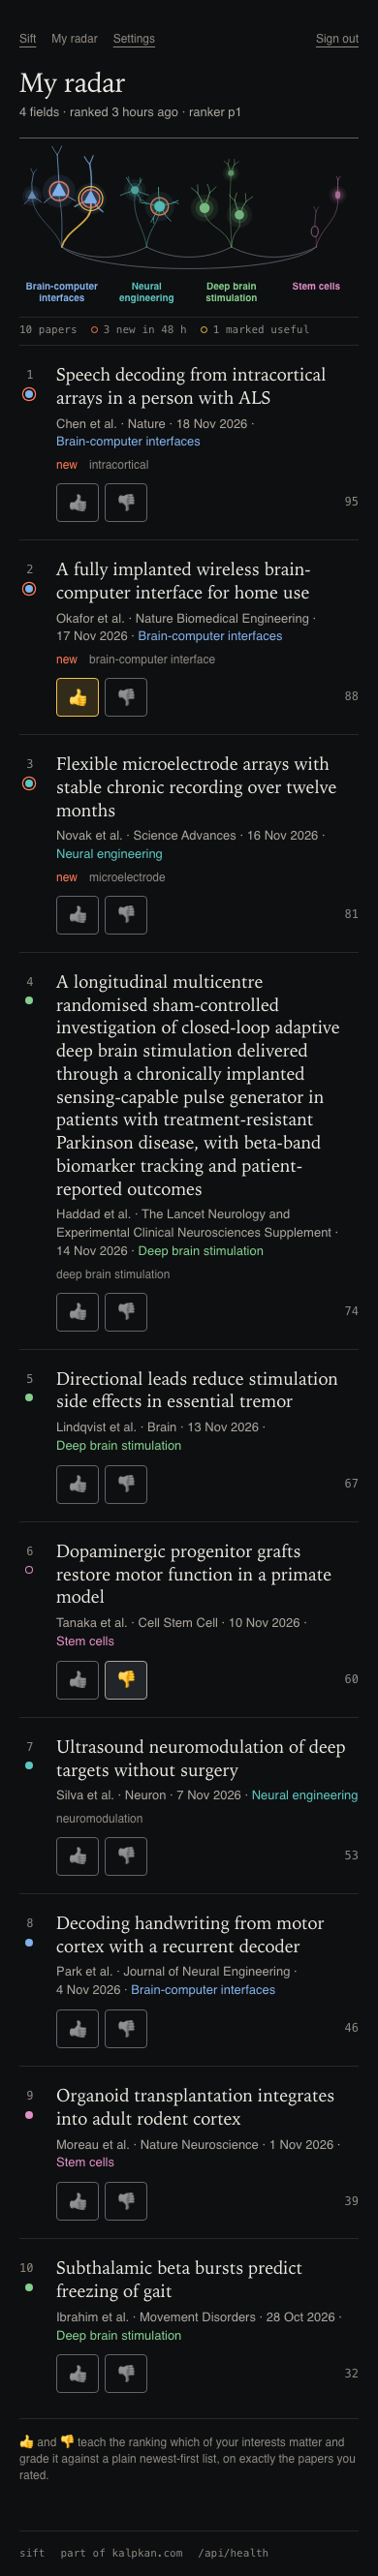 Sift My radar Settings Sign out
My radar
4 fields · ranked 3 hours ago · ranker p1
Brain-computer interfaces
Neural engineering
Deep brain stimulation
Stem cells
10 papers 3 new in 48 h 1 marked useful
1
Speech decoding from intracortical
arrays in a person with ALS
Chen et al. · Nature · 18 Nov 2026 ·
Brain-computer interfaces
new intracortical
👍 👎 95
2
A fully implanted wireless brain-
computer interface for home use
Okafor et al. · Nature Biomedical Engineering ·
17 Nov 2026 · Brain-computer interfaces
new brain-computer interface
👍 👎 88
3
Flexible microelectrode arrays with
stable chronic recording over twelve
months
Novak et al. · Science Advances · 16 Nov 2026 ·
Neural engineering
new microelectrode
👍 👎 81
4
A longitudinal multicentre
randomised sham-controlled
investigation of closed-loop adaptive
deep brain stimulation delivered
through a chronically implanted
sensing-capable pulse generator in
patients with treatment-resistant
Parkinson disease, with beta-band
biomarker tracking and patient-
reported outcomes
Haddad et al. · The Lancet Neurology and
Experimental Clinical Neurosciences Supplement ·
14 Nov 2026 · Deep brain stimulation
deep brain stimulation
👍 👎 74
5
Directional leads reduce stimulation
side effects in essential tremor
Lindqvist et al. · Brain · 13 Nov 2026 ·
Deep brain stimulation
👍 👎 67
6
Dopaminergic progenitor grafts
restore motor function in a primate
model
Tanaka et al. · Cell Stem Cell · 10 Nov 2026 ·
Stem cells
👍 👎 60
7
Ultrasound neuromodulation of deep
targets without surgery
Silva et al. · Neuron · 7 Nov 2026 · Neural engineering
neuromodulation
👍 👎 53
8
Decoding handwriting from motor
cortex with a recurrent decoder
Park et al. · Journal of Neural Engineering ·
4 Nov 2026 · Brain-computer interfaces
👍 👎 46
9
Organoid transplantation integrates
into adult rodent cortex
Moreau et al. · Nature Neuroscience · 1 Nov 2026 ·
Stem cells
👍 👎 39
10
Subthalamic beta bursts predict
freezing of gait
Ibrahim et al. · Movement Disorders · 28 Oct 2026 ·
Deep brain stimulation
👍 👎 32
👍 and 👎 teach the ranking which of your interests matter and
grade it against a plain newest-first list, on exactly the papers you
rated.
sift part of kalpkan.com /api/health